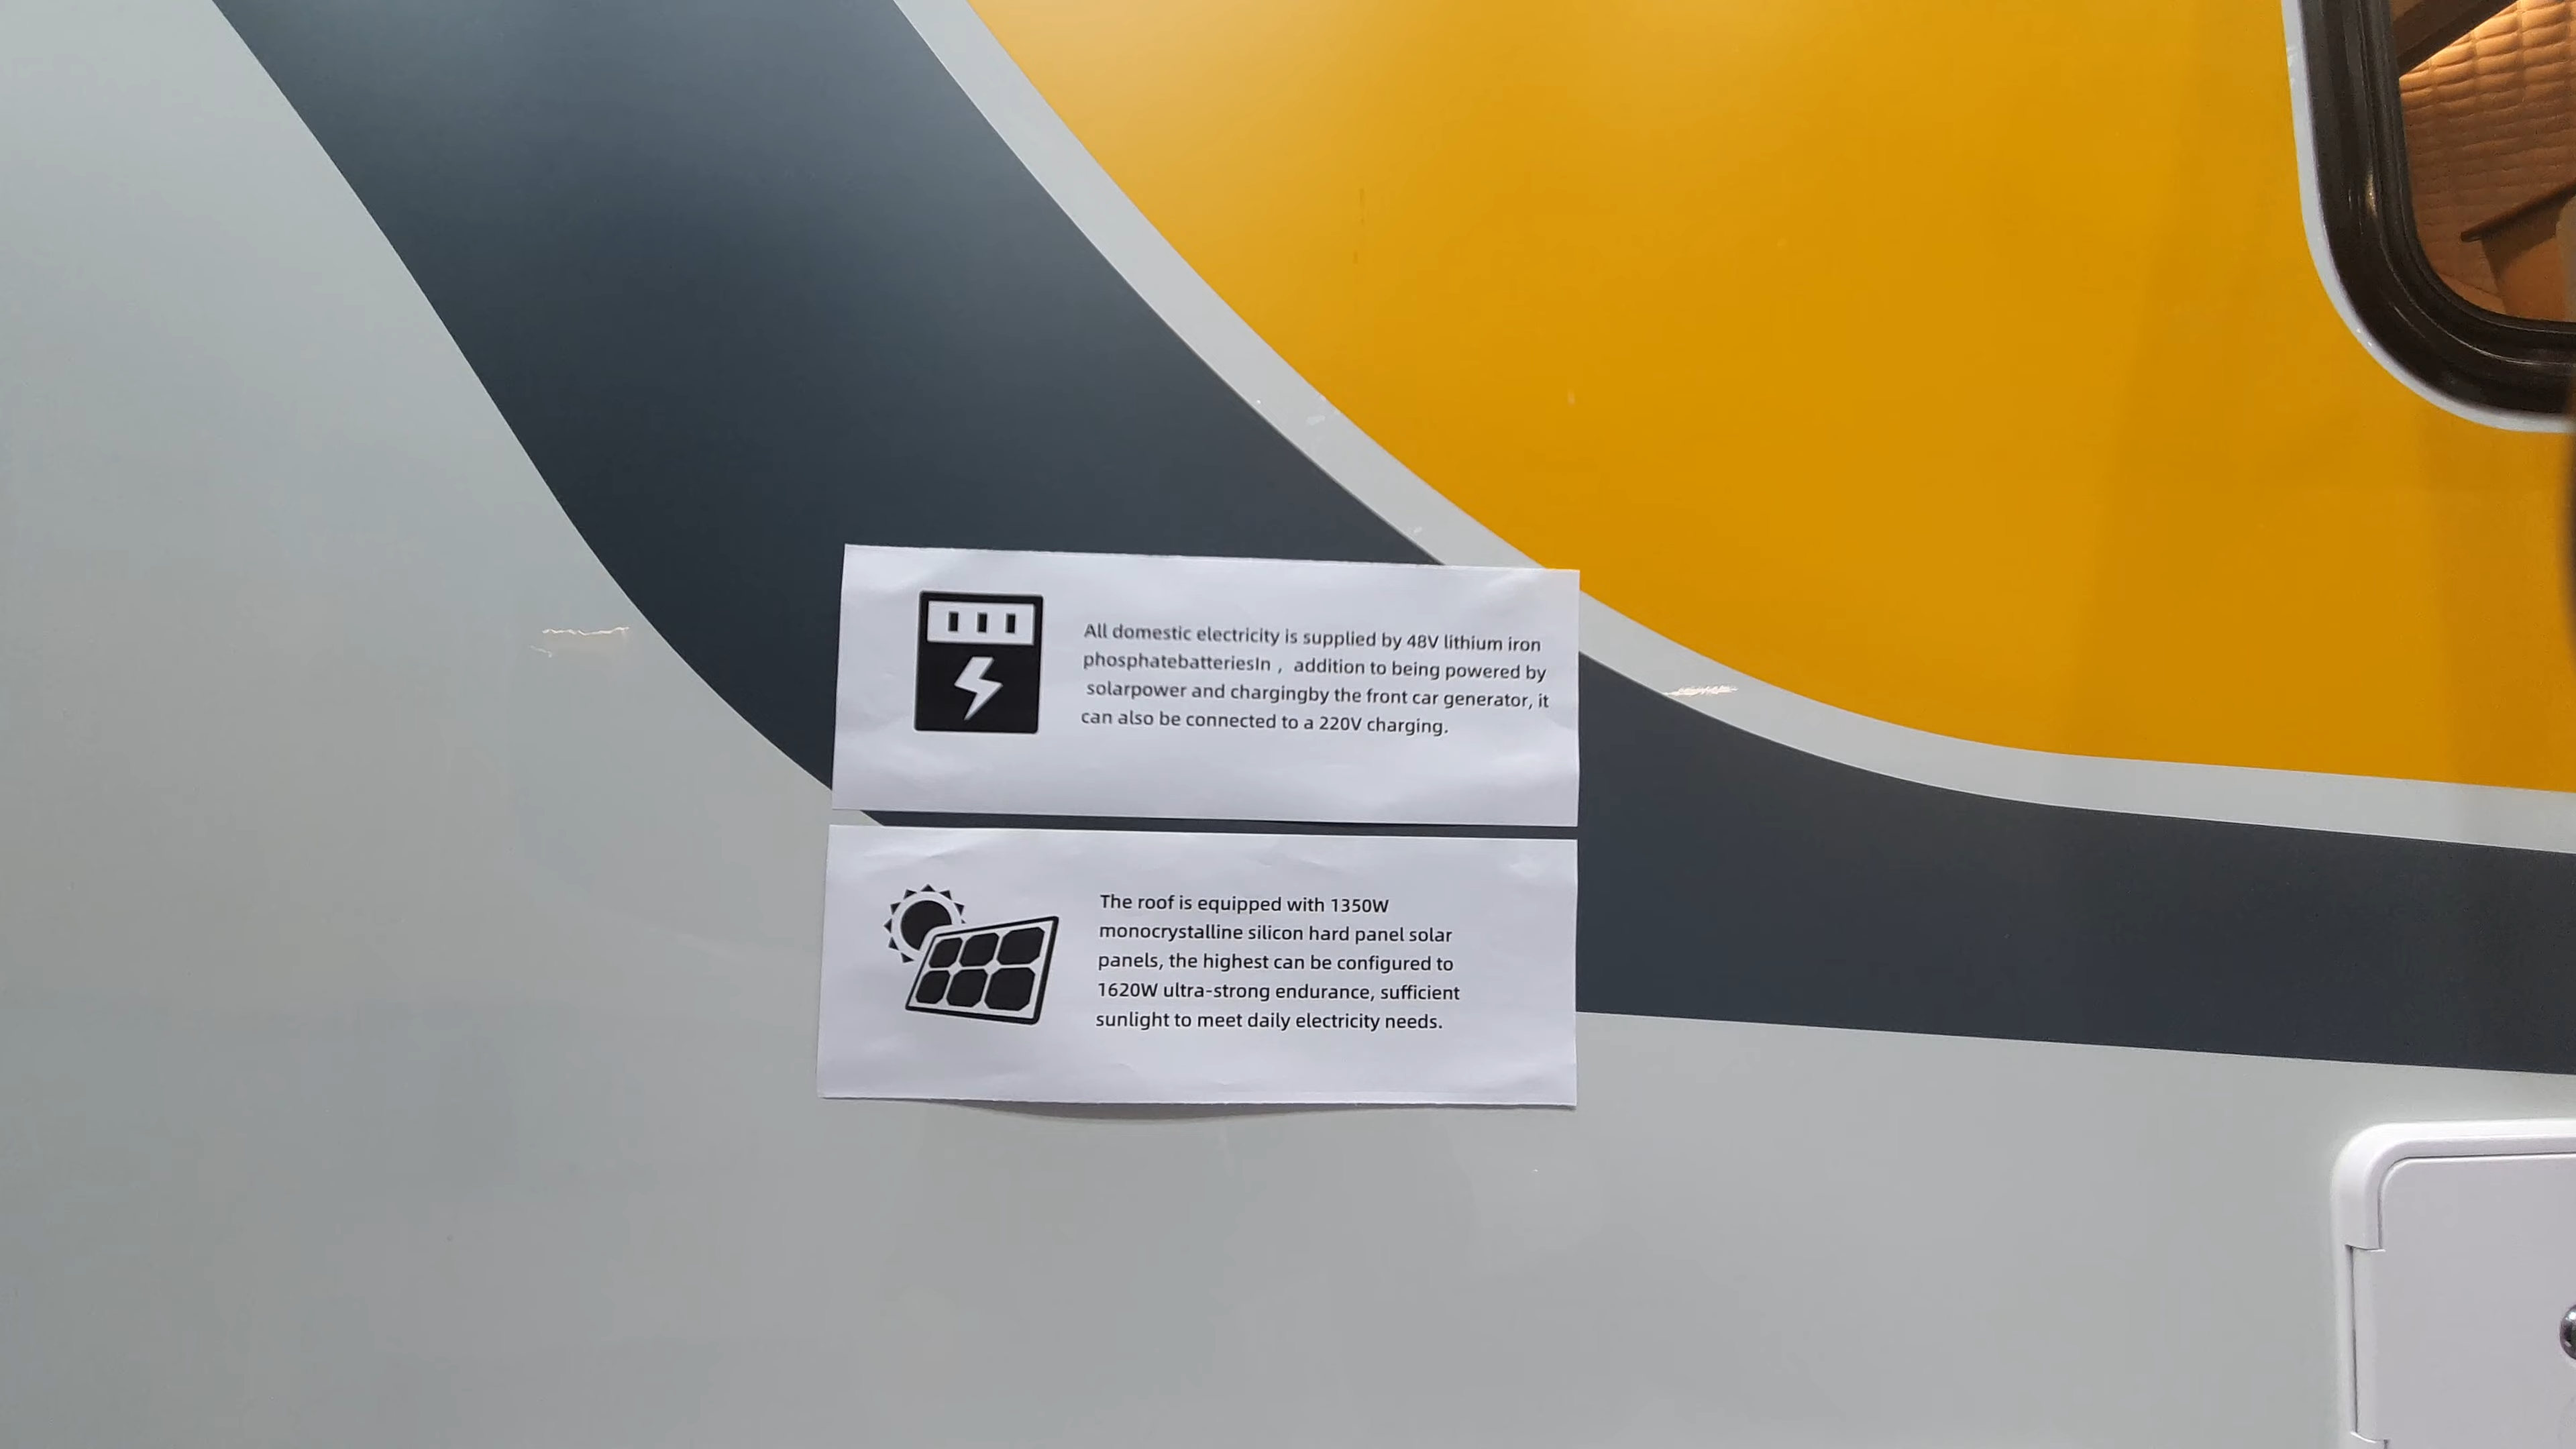 All domestic electricity is supplied by 48V lithium iron
phosphatebatteriesIn , addition to being powered by
solarpower and chargingby the front car generator, it
can also be connected to a 220V charging.
The roof is equipped with 1350W
monocrystalline silicon hard panel solar
panels, the highest can be configured to
1620W ultra-strong endurance, sufficient
sunlight to meet daily electricity needs.